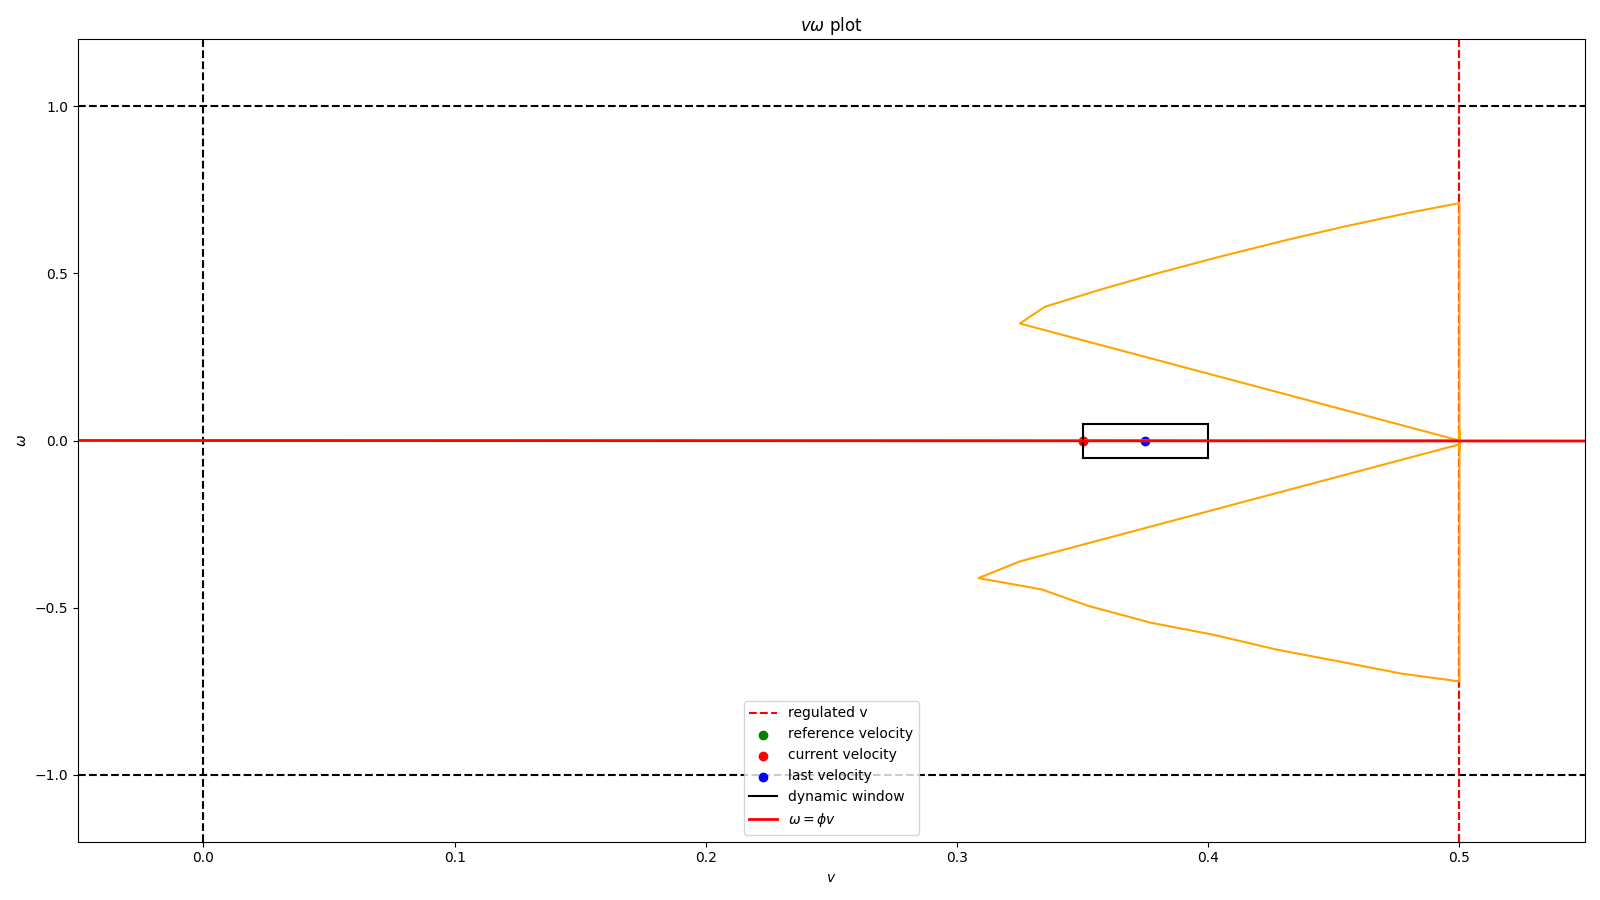 vω plot
1.0
0.5
0.0
−0.5
−1.0
ω
regulated v
reference velocity
current velocity
last velocity
dynamic window
ω = ϕv
0.0 0.1 0.2 0.3 0.4 0.5
v